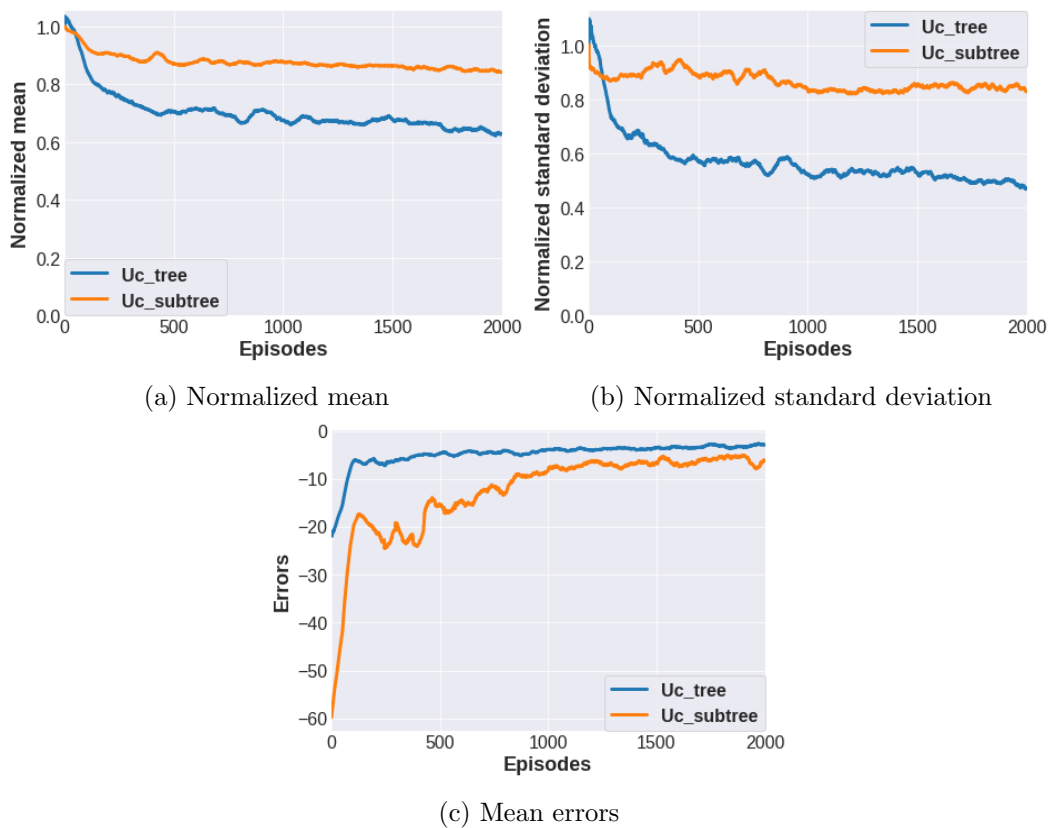 Normalized mean
1.0
0.8
0.6
0.4
0.2
0.0
Uc_tree
Uc_subtree
0 500 1000 1500 2000
Episodes
(a) Normalized mean
Normalized standard deviation
1.0
0.8
0.6
0.4
0.2
0.0
Uc_tree
Uc_subtree
0 500 1000 1500 2000
Episodes
(b) Normalized standard deviation
Errors
0
−10
−20
−30
−40
−50
−60
Uc_tree
Uc_subtree
0 500 1000 1500 2000
Episodes
(c) Mean errors